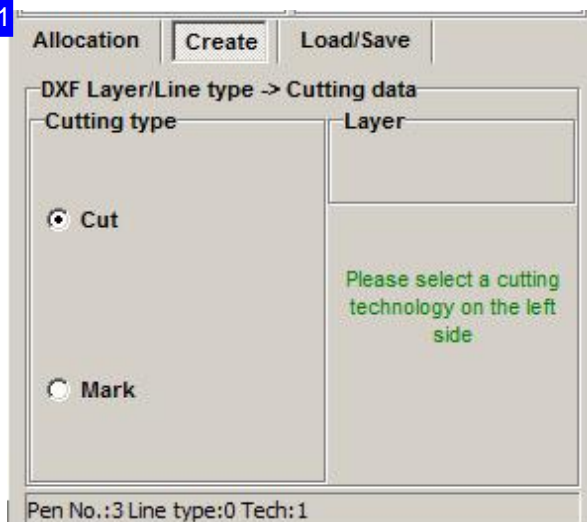 1
Allocation Create Load/Save
DXF Layer/Line type -> Cutting data
Cutting type Layer
Cut
Please select a cutting
technology on the left
side
Mark
Pen No.:3 Line type:0 Tech:1